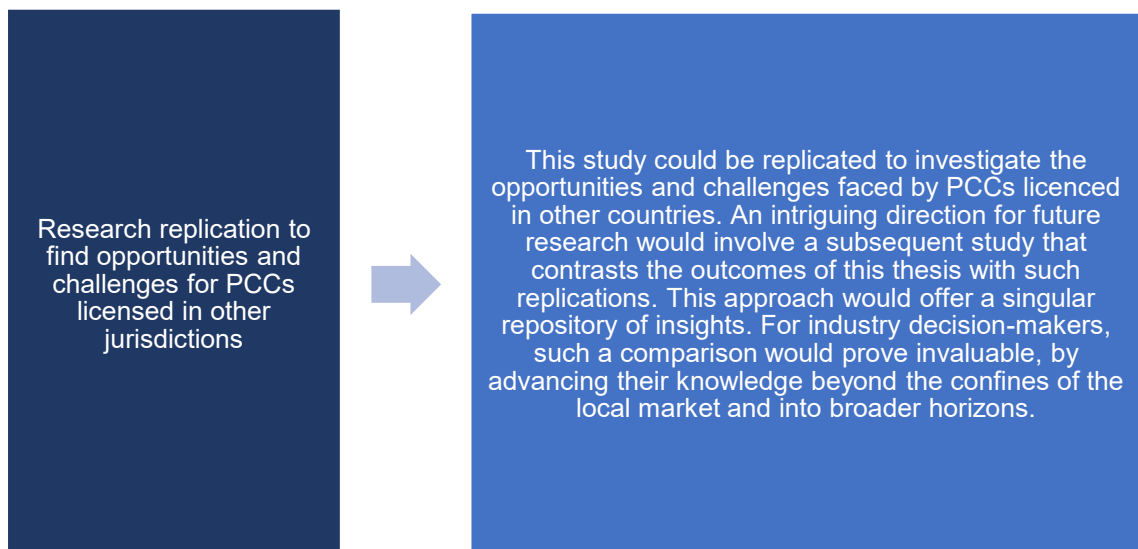 Research replication to
find opportunities and
challenges for PCCs
licensed in other
jurisdictions
This study could be replicated to investigate the
opportunities and challenges faced by PCCs licenced
in other countries. An intriguing direction for future
research would involve a subsequent study that
contrasts the outcomes of this thesis with such
replications. This approach would offer a singular
repository of insights. For industry decision-makers,
such a comparison would prove invaluable, by
advancing their knowledge beyond the confines of the
local market and into broader horizons.